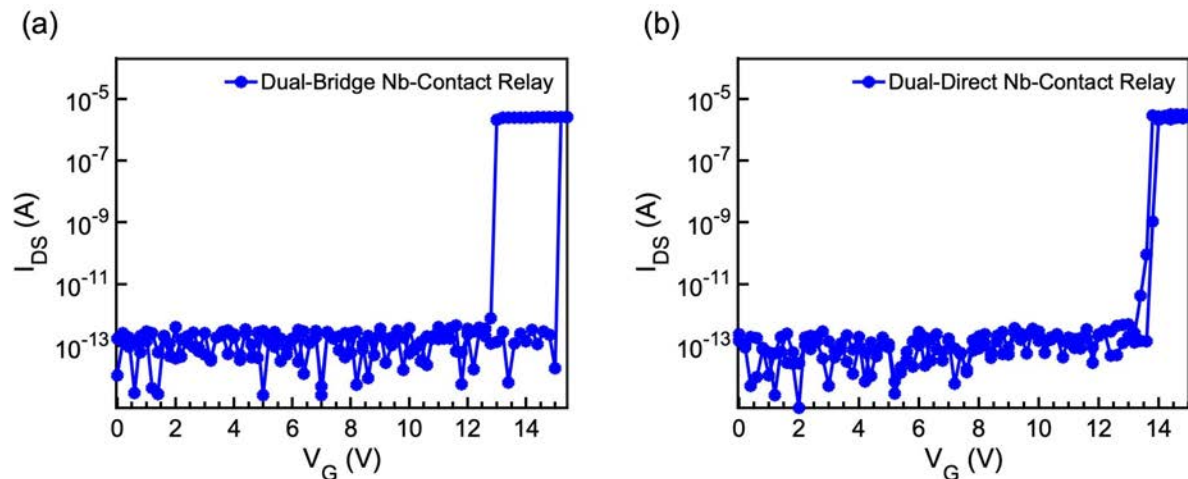 (a)
Dual-Bridge Nb-Contact Relay
10^-5
10^-7
10^-9
10^-11
10^-13
I_DS (A)
0 2 4 6 8 10 12 14
V_G (V)
(b)
Dual-Direct Nb-Contact Relay
10^-5
10^-7
10^-9
10^-11
10^-13
I_DS (A)
0 2 4 6 8 10 12 14
V_G (V)